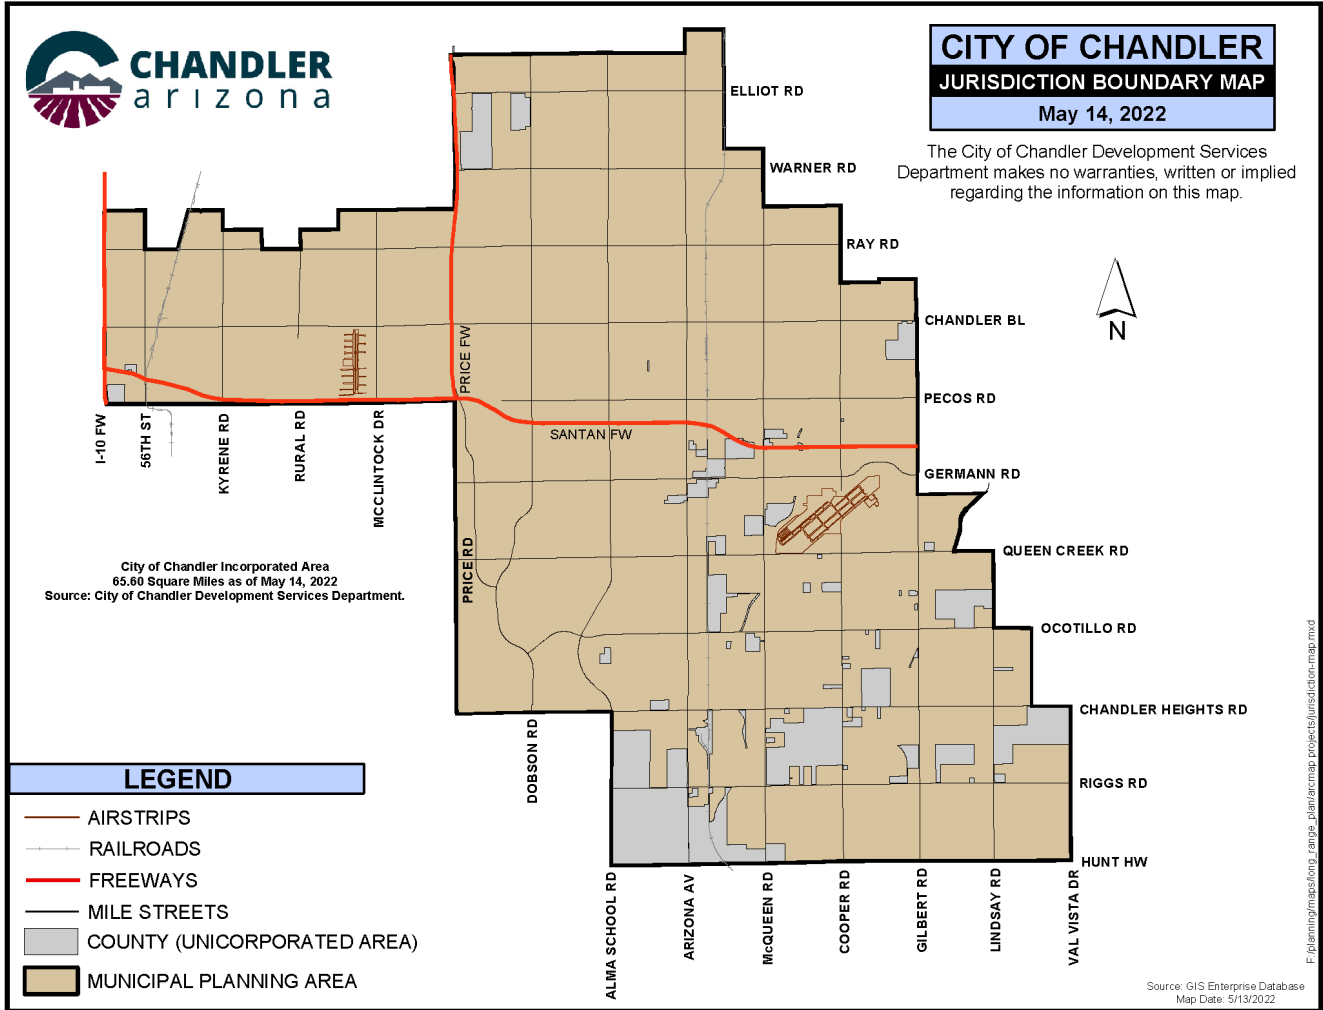 CHANDLER
arizona
CITY OF CHANDLER
JURISDICTION BOUNDARY MAP
May 14, 2022
The City of Chandler Development Services
Department makes no warranties, written or implied
regarding the information on this map.
ELLIOT RD
WARNER RD
RAY RD
CHANDLER BL
N
PECOS RD
GERMANN RD
QUEEN CREEK RD
OCOTILLO RD
CHANDLER HEIGHTS RD
RIGGS RD
HUNT HW
PRICE FW
SANTAN FW
I-10 FW
56TH ST
KYRENE RD
RURAL RD
MCCLINTOCK DR
PRICE RD
DOBSON RD
ALMA SCHOOL RD
ARIZONA AV
McQUEEN RD
COOPER RD
GILBERT RD
LINDSAY RD
VAL VISTA DR
City of Chandler Incorporated Area
65.60 Square Miles as of May 14, 2022
Source: City of Chandler Development Services Department.
LEGEND
AIRSTRIPS
RAILROADS
FREEWAYS
MILE STREETS
COUNTY (UNICORPORATED AREA)
MUNICIPAL PLANNING AREA
F:/planning/maps/long_range_plan/arcmap projects/jurisdiction-map.mxd
Source: GIS Enterprise Database
Map Date: 5/13/2022